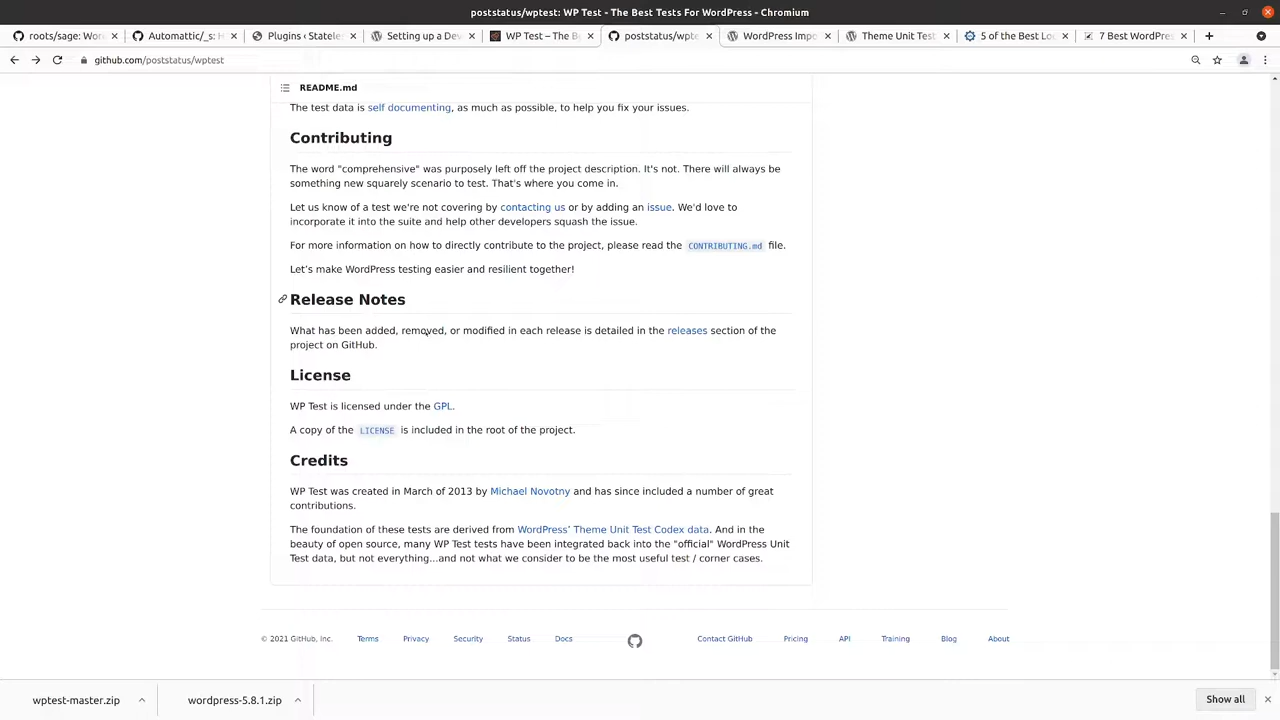 poststatus/wptest: WP Test - The Best Tests For WordPress - Chromium
roots/sage: Wor
Automattic/_s: H
Plugins ‹ Stateles
Setting up a Dev
WP Test – The B
poststatus/wpte
WordPress Impo
Theme Unit Test
5 of the Best Lo
7 Best WordPres
github.com/poststatus/wptest
README.md
The test data is self documenting, as much as possible, to help you fix your issues.
Contributing
The word "comprehensive" was purposely left off the project description. It's not. There will always be
something new squarely scenario to test. That's where you come in.
Let us know of a test we're not covering by contacting us or by adding an issue. We'd love to
incorporate it into the suite and help other developers squash the issue.
For more information on how to directly contribute to the project, please read the CONTRIBUTING.md file.
Let's make WordPress testing easier and resilient together!
Release Notes
What has been added, removed, or modified in each release is detailed in the releases section of the
project on GitHub.
License
WP Test is licensed under the GPL.
A copy of the LICENSE is included in the root of the project.
Credits
WP Test was created in March of 2013 by Michael Novotny and has since included a number of great
contributions.
The foundation of these tests are derived from WordPress' Theme Unit Test Codex data. And in the
beauty of open source, many WP Test tests have been integrated back into the "official" WordPress Unit
Test data, but not everything...and not what we consider to be the most useful test / corner cases.
© 2021 GitHub, Inc. Terms Privacy Security Status Docs Contact GitHub Pricing API Training Blog About
wptest-master.zip
wordpress-5.8.1.zip
Show all